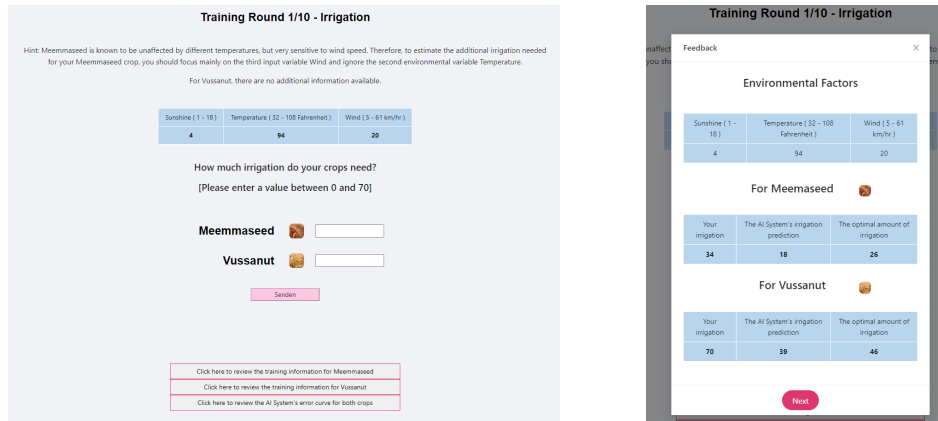 Training Round 1/10 - Irrigation
Hint: Meemmaseed is known to be unaffected by different temperatures, but very sensitive to wind speed. Therefore, to estimate the additional irrigation needed
for your Meemmaseed crop, you should focus mainly on the third input variable Wind and ignore the second environmental variable Temperature.
For Vussanut, there are no additional information available.
Sunshine ( 1 - 18 ) Temperature ( 32 - 108 Fahrenheit ) Wind ( 5 - 61 km/hr )
4 94 20
How much irrigation do your crops need?
[Please enter a value between 0 and 70]
Meemmaseed
Vussanut
Senden
Click here to review the training information for Meemmaseed
Click here to review the training information for Vussanut
Click here to review the AI System's error curve for both crops
Training Round 1/10 - Irrigation
Feedback X
Environmental Factors
Sunshine ( 1 - Temperature ( 32 - 108 Wind ( 5 - 61
18 ) Fahrenheit ) km/hr )
4 94 20
For Meemaseed
Your The AI System's irrigation The optimal amount of
irrigation prediction irrigation
34 18 26
For Vussanut
Your The AI System's irrigation The optimal amount of
irrigation prediction irrigation
70 39 46
Next